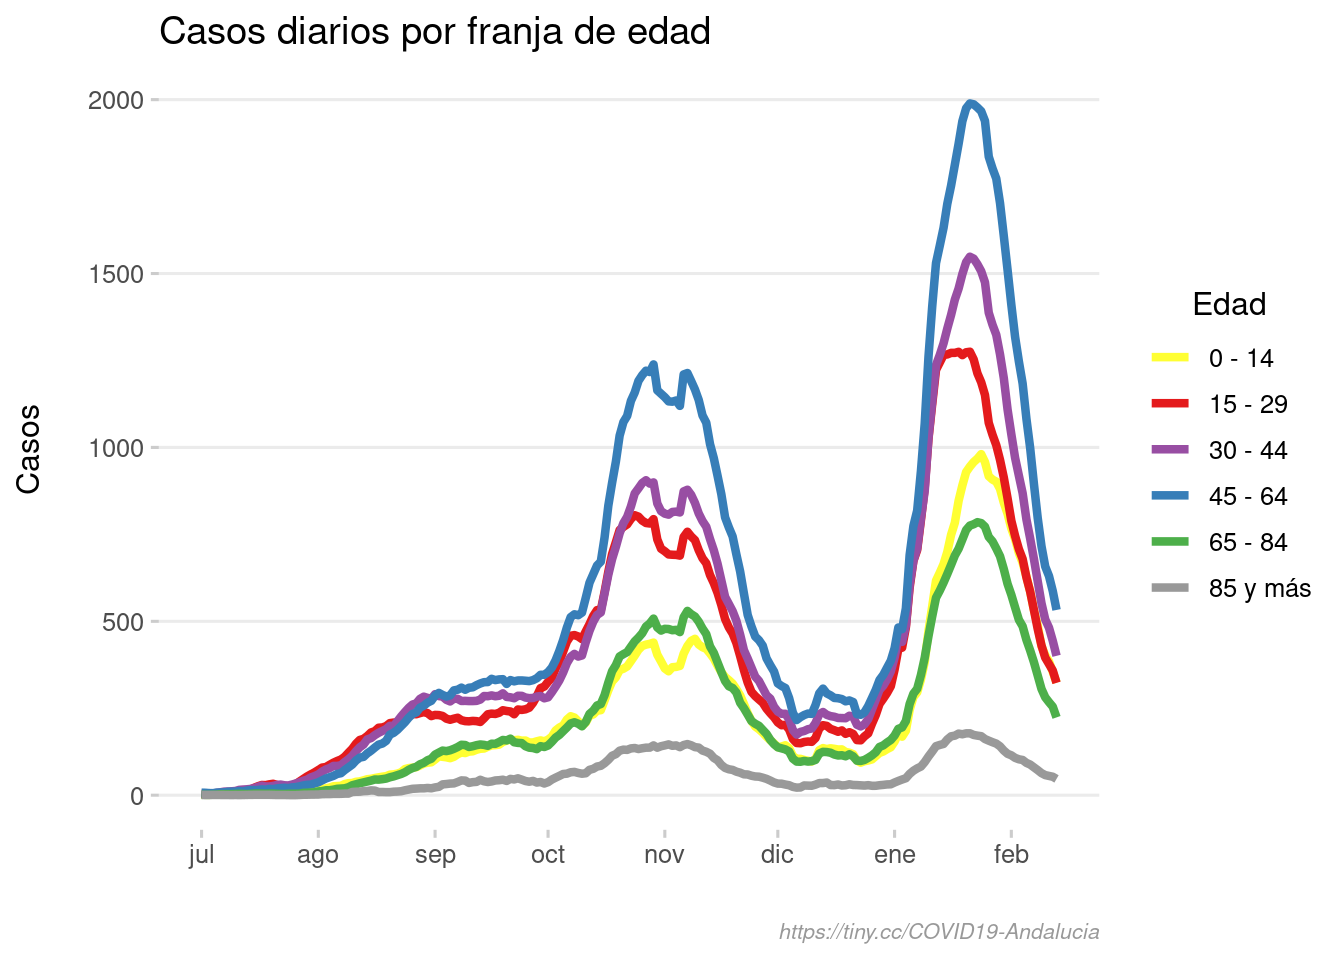 Casos diarios por franja de edad
Casos
2000
1500
1000
500
0
jul ago sep oct nov dic ene feb
Edad
0 - 14
15 - 29
30 - 44
45 - 64
65 - 84
85 y más
https://tiny.cc/COVID19-Andalucia